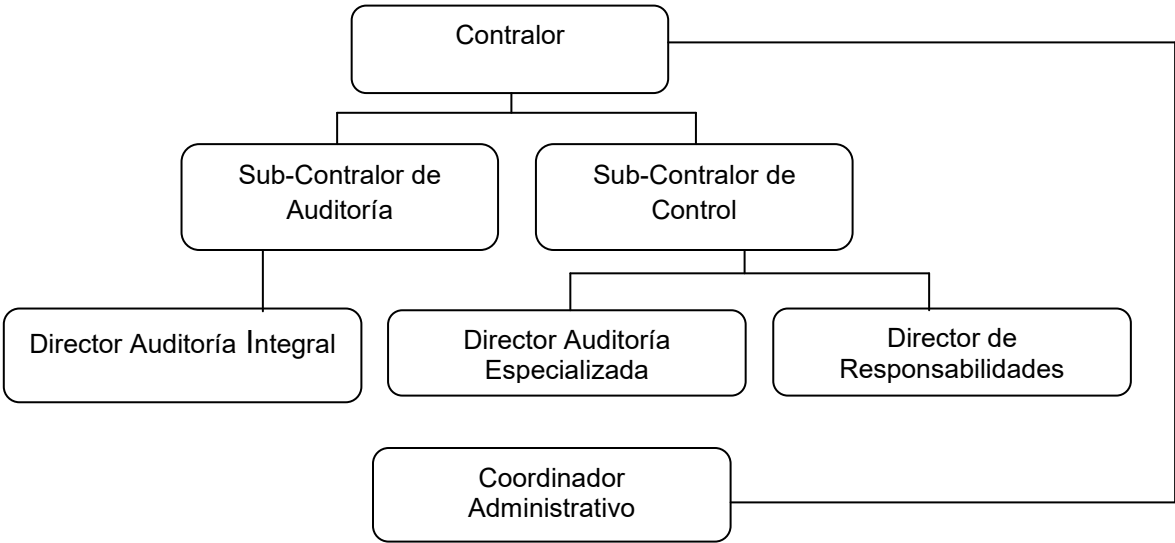 Contralor
Sub-Contralor de
Auditoría
Sub-Contralor de
Control
Director Auditoría Integral
Director Auditoría
Especializada
Director de
Responsabilidades
Coordinador
Administrativo